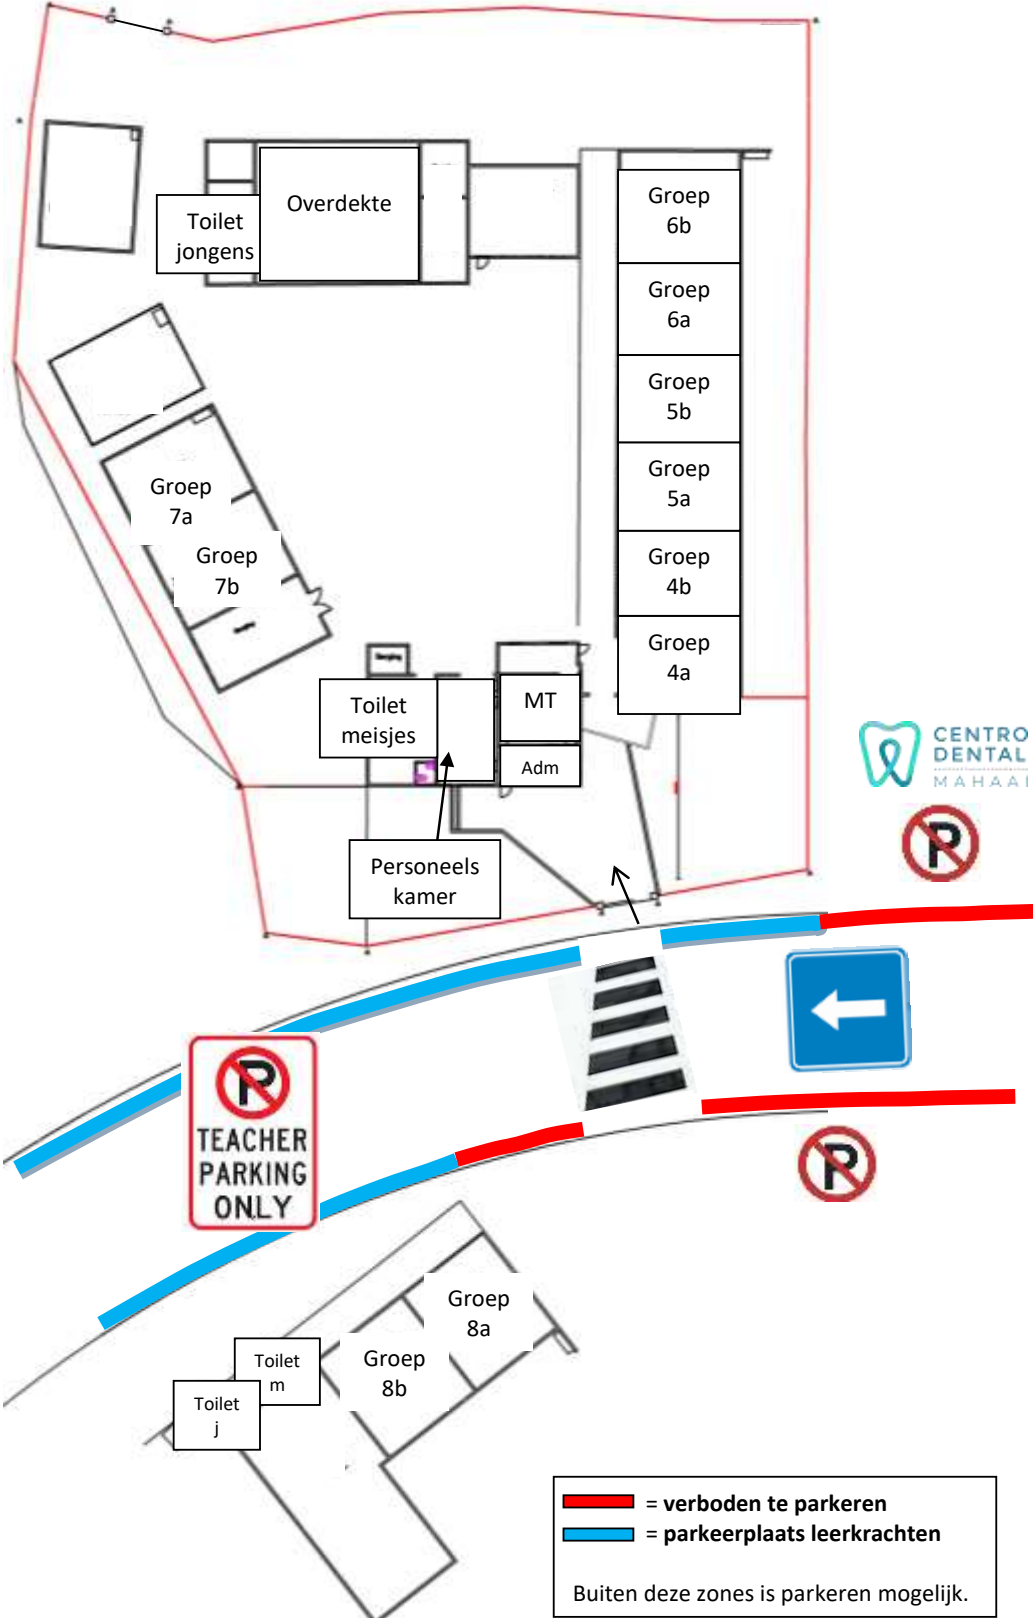 Overdekte
Toilet
jongens
Groep
6b
Groep
6a
Groep
5b
Groep
5a
Groep
4b
Groep
4a
Groep
7a
Groep
7b
Toilet
meisjes
MT
Adm
Personeels
kamer
CENTRO
DENTAL
MAHAAI
P
P
TEACHER
PARKING
ONLY
P
Groep
8a
Groep
8b
Toilet
m
Toilet
j
= verboden te parkeren
= parkeerplaats leerkrachten
Buiten deze zones is parkeren mogelijk.